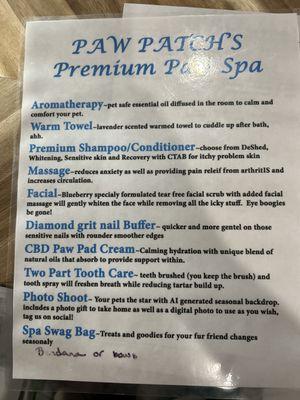 PAW PATCH'S
Premium Paw Spa
Aromatherapy-pet safe essential oil diffused in the room to calm and
comfort your pet.
Warm Towel-lavender scented warmed towel to cuddle up after bath,
ahh.
Premium Shampoo/Conditioner-choose from DeShed,
Whitening, Sensitive skin and Recovery with CTAB for itchy problem skin
Massage-reduces anxiety as well as providing pain releif from arthritIS and
increases circulation.
Facial-Blueberry specialy formulated tear free facial scrub with added facial
massage will gently whiten the face while removing all the icky stuff. Eye boogies
be gone!
Diamond grit nail Buffer- quicker and more gentel on those
sensitive nails with rounder smoother edges
CBD Paw Pad Cream-Calming hydration with unique blend of
natural oils that absorb to provide support within.
Two Part Tooth Care- teeth brushed (you keep the brush) and
tooth spray will freshen breath while reducing tartar build up.
Photo Shoot- Your pets the star with AI generated seasonal backdrop.
includes a photo gift to take home as well as a digital photo to use as you wish,
tag us on social!
Spa Swag Bag-Treats and goodies for your fur friend changes
seasonaly
Bandana or bows